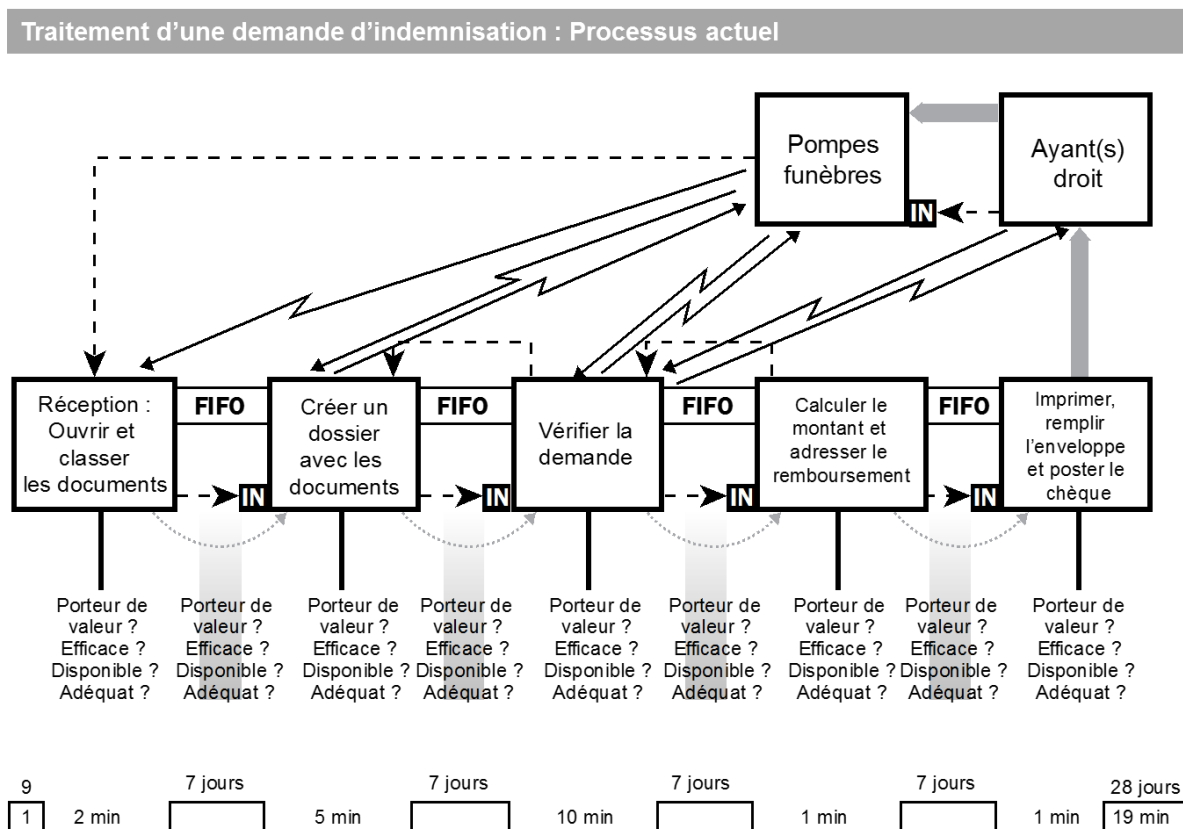 Traitement d’une demande d’indemnisation : Processus actuel
Pompes
funèbres
Ayant(s)
droit
IN
Réception :
Ouvrir et
classer
les documents
FIFO
IN
Créer un
dossier
avec les
documents
FIFO
IN
Vérifier la
demande
FIFO
IN
Calculer le
montant et
adresser le
remboursement
FIFO
IN
Imprimer,
remplir
l’enveloppe
et poster le
chèque
Porteur de
valeur ?
Efficace ?
Disponible ?
Adéquat ?
Porteur de
valeur ?
Efficace ?
Disponible ?
Adéquat ?
Porteur de
valeur ?
Efficace ?
Disponible ?
Adéquat ?
Porteur de
valeur ?
Efficace ?
Disponible ?
Adéquat ?
Porteur de
valeur ?
Efficace ?
Disponible ?
Adéquat ?
Porteur de
valeur ?
Efficace ?
Disponible ?
Adéquat ?
Porteur de
valeur ?
Efficace ?
Disponible ?
Adéquat ?
Porteur de
valeur ?
Efficace ?
Disponible ?
Adéquat ?
Porteur de
valeur ?
Efficace ?
Disponible ?
Adéquat ?
9 7 jours 7 jours 7 jours 7 jours 28 jours
1 2 min 5 min 10 min 1 min 1 min 19 min